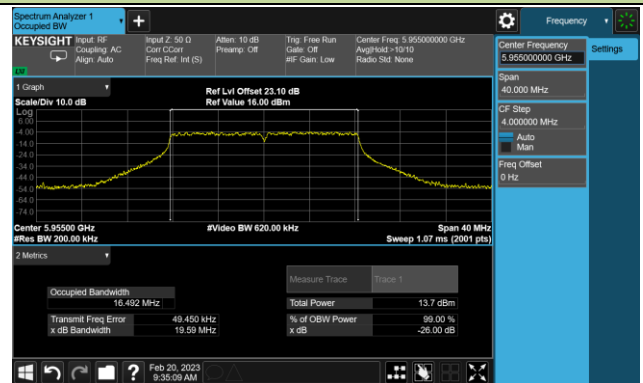 Spectrum Analyzer 1
Occupied BW
+
Frequency
KEYSIGHT
Input: RF
Coupling: AC
Align: Auto
Input Z: 50 Ω
Corr CCorr
Freq Ref: Int (S)
Atten: 10 dB
Preamp: Off
Trig: Free Run
Gate: Off
#IF Gain: Low
Center Freq: 5.955000000 GHz
Avg|Hold:>10/10
Radio Std: None
LW
Center Frequency
5.955000000 GHz
Settings
Span
40.000 MHz
CF Step
4.000000 MHz
Auto
Man
Freq Offset
0 Hz
1 Graph
Scale/Div 10.0 dB
Ref Lvl Offset 23.10 dB
Ref Value 16.00 dBm
Log
6.00
-4.00
-14.0
-24.0
-34.0
-44.0
-54.0
-64.0
-74.0
Center 5.95500 GHz
#Video BW 620.00 kHz
Span 40 MHz
#Res BW 200.00 kHz
Sweep 1.07 ms (2001 pts)
2 Metrics
Measure Trace
Trace 1
Occupied Bandwidth
16.492 MHz
Total Power
13.7 dBm
Transmit Freq Error
49.450 kHz
% of OBW Power
99.00 %
x dB Bandwidth
19.59 MHz
x dB
-26.00 dB
?
Feb 20, 2023
9:35:09 AM